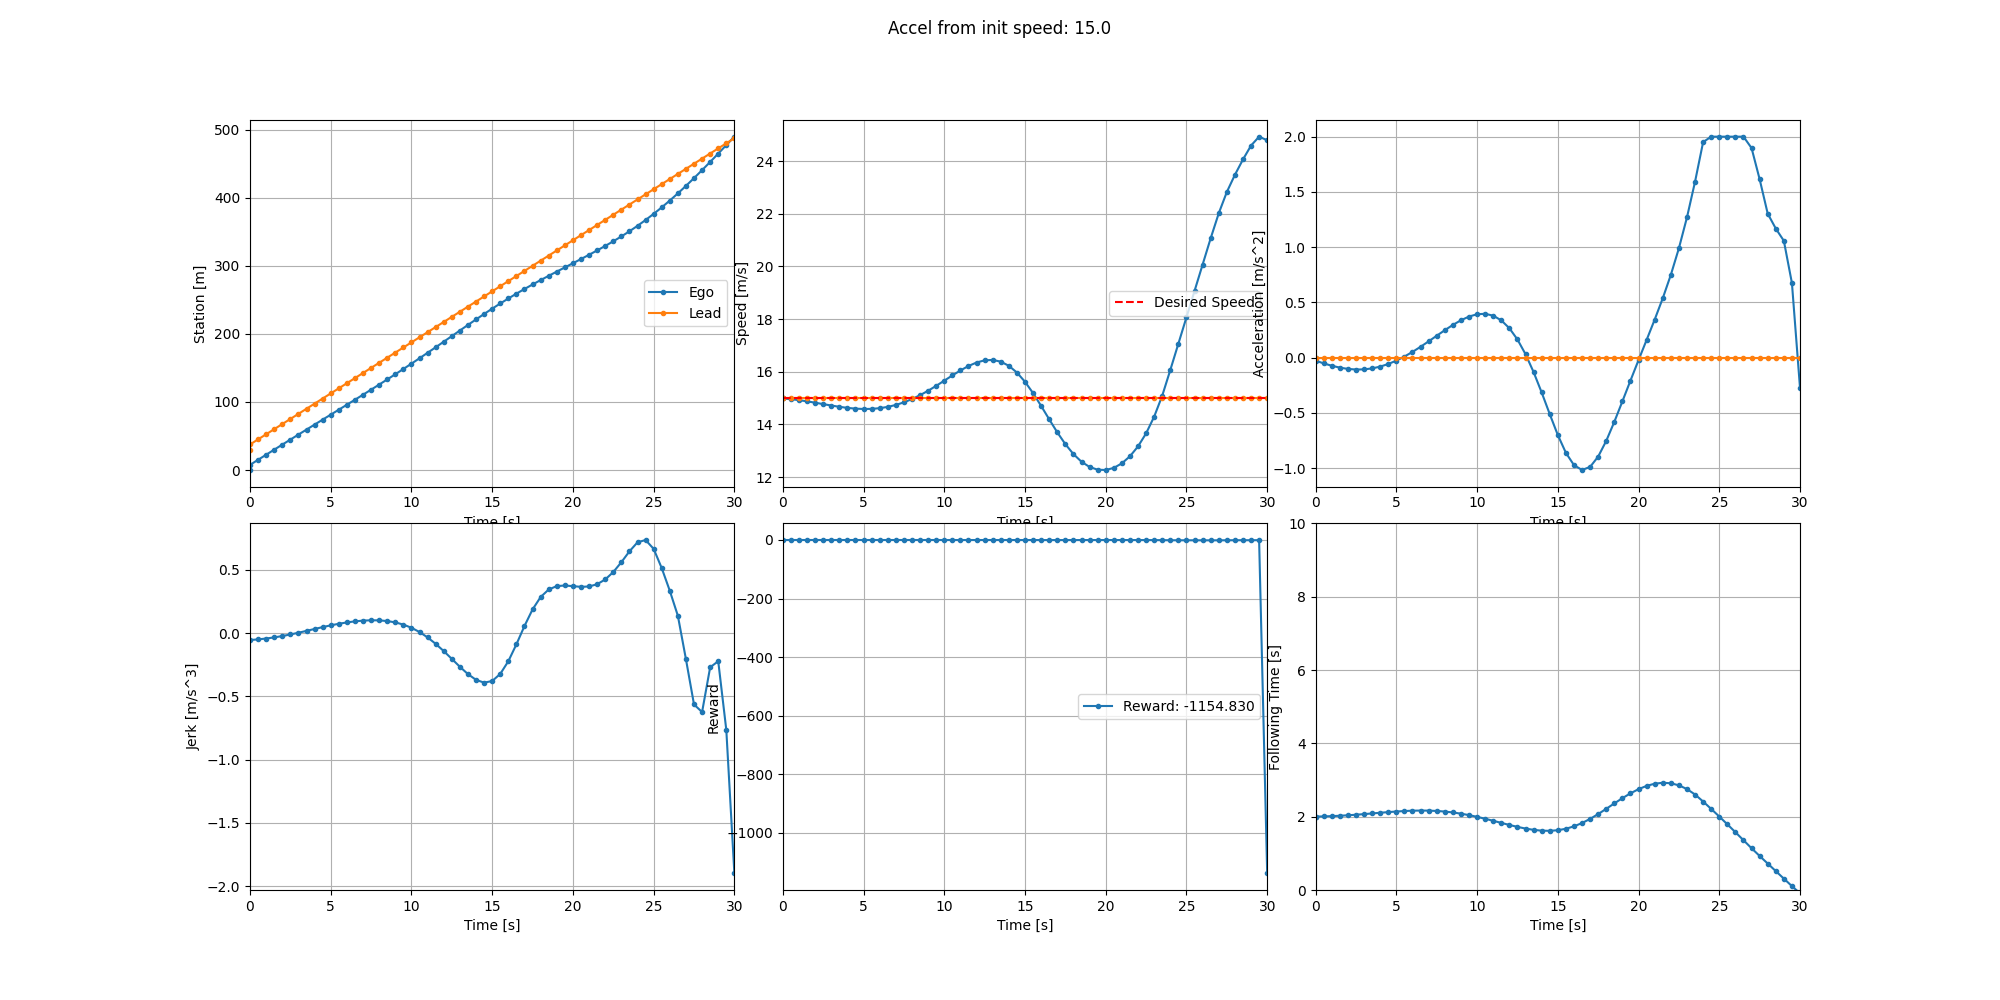 Accel from init speed: 15.0
500
400
300
200
100
0
Station [m]
Ego
Lead
0 5 10 15 20 25 30
Time [s]
24
22
20
18
16
14
12
Speed [m/s]
Desired Speed
0 5 10 15 20 25 30
Time [s]
2.0
1.5
1.0
0.5
0.0
−0.5
−1.0
Acceleration [m/s^2]
0 5 10 15 20 25 30
Time [s]
0.5
0.0
−0.5
−1.0
−1.5
−2.0
Jerk [m/s^3]
0 5 10 15 20 25 30
Time [s]
0
−200
−400
−600
−800
−1000
Reward
Reward: -1154.830
0 5 10 15 20 25 30
Time [s]
10
8
6
4
2
0
Following Time [s]
0 5 10 15 20 25 30
Time [s]